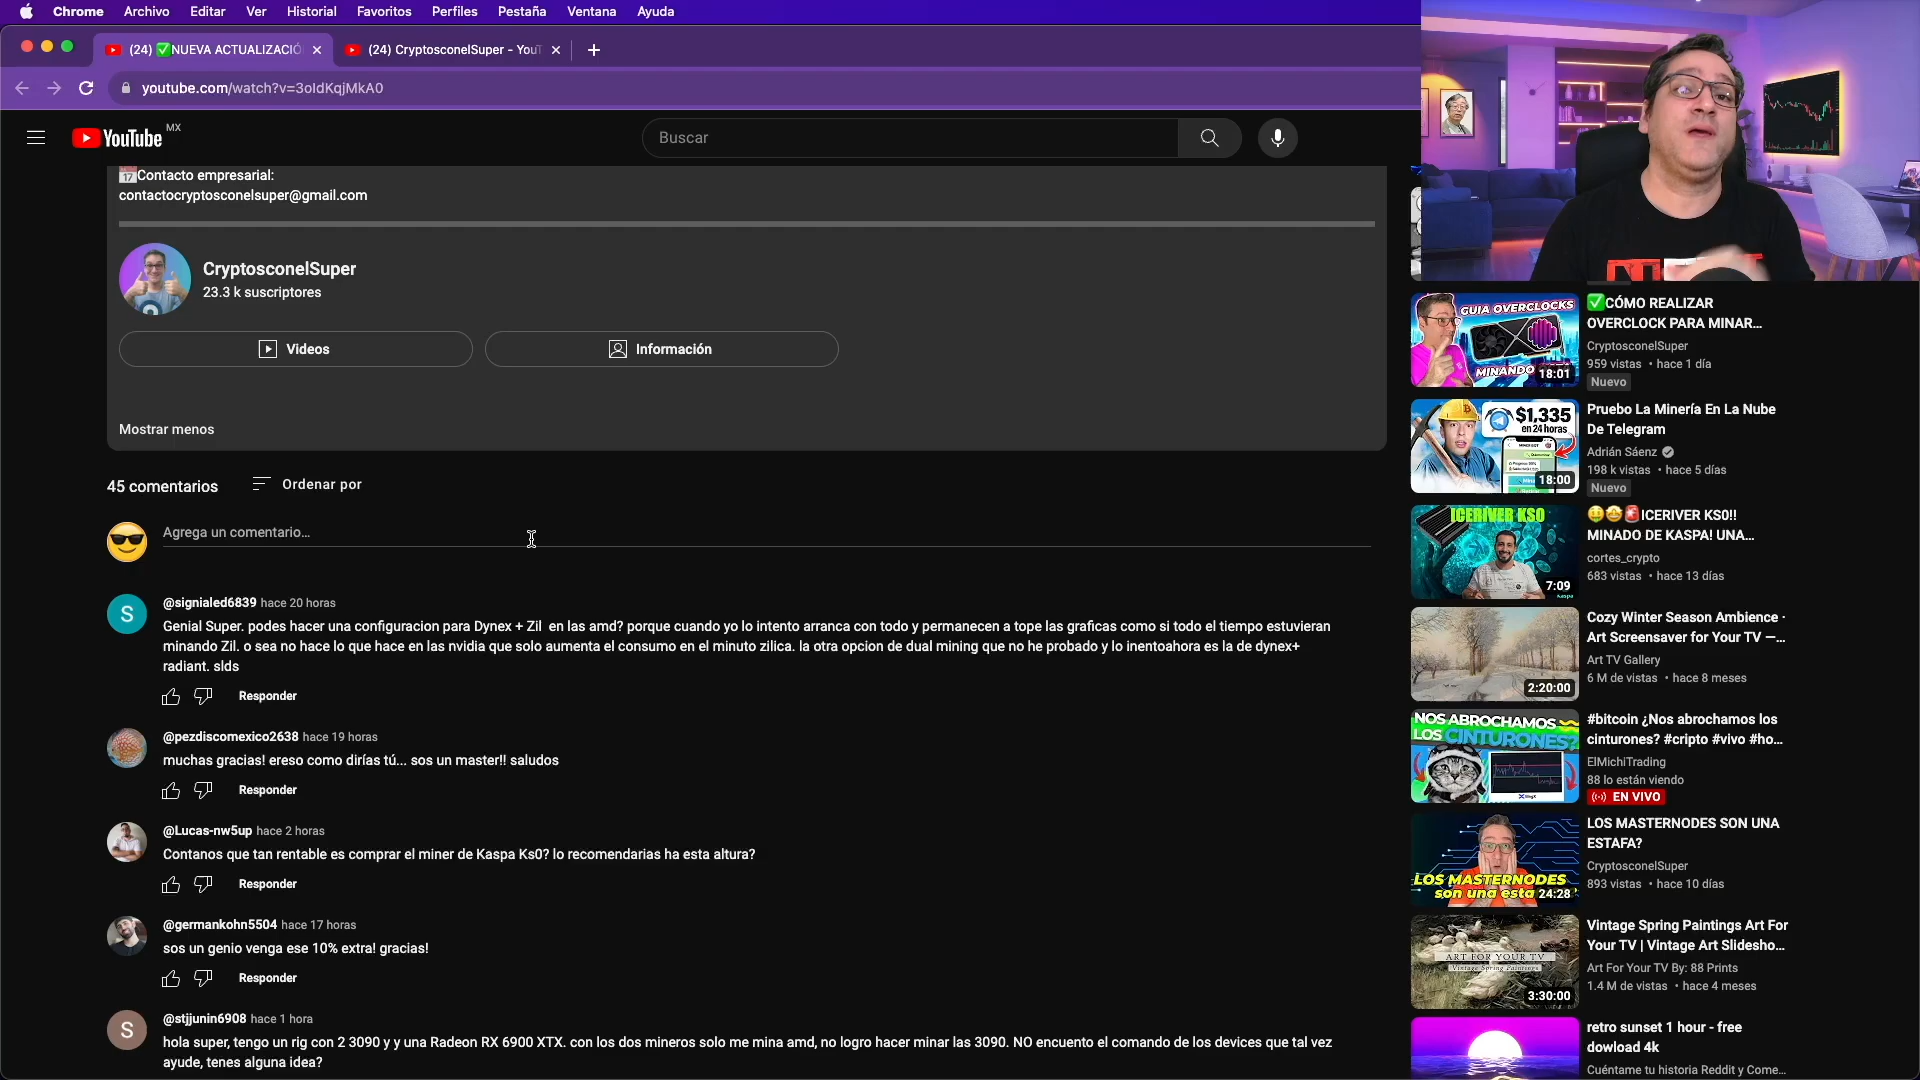 Chrome Archivo Editar Ver Historial Favoritos Perfiles Pestaña Ventana Ayuda
(24) ✅NUEVA ACTUALIZACIÓ
(24) CryptosconelSuper - YouT
youtube.com/watch?v=3oIdKqjMkA0
YouTube MX
Buscar
📅Contacto empresarial:
contactocryptosconelsuper@gmail.com
CryptosconelSuper
23.3 k suscriptores
Videos
Información
Mostrar menos
45 comentarios
Ordenar por
Agrega un comentario...
@signialed6839 hace 20 horas
Genial Super. podes hacer una configuracion para Dynex + Zil en las amd? porque cuando yo lo intento arranca con todo y permanecen a tope las graficas como si todo el tiempo estuvieran
minando Zil. o sea no hace lo que hace en las nvidia que solo aumenta el consumo en el minuto zilica. la otra opcion de dual mining que no he probado y lo inentoahora es la de dynex+
radiant. slds
Responder
@pezdiscomexico2638 hace 19 horas
muchas gracias! ereso como dirías tú... sos un master!! saludos
Responder
@Lucas-nw5up hace 2 horas
Contanos que tan rentable es comprar el miner de Kaspa Ks0? lo recomendarias ha esta altura?
Responder
@germankohn5504 hace 17 horas
sos un genio venga ese 10% extra! gracias!
Responder
S
@stjjunin6908 hace 1 hora
hola super, tengo un rig con 2 3090 y y una Radeon RX 6900 XTX. con los dos mineros solo me mina amd, no logro hacer minar las 3090. NO encuento el comando de los devices que tal vez
ayude, tenes alguna idea?
GUIA OVERCLOCKS
MINANDO
18:01
✅CÓMO REALIZAR
OVERCLOCK PARA MINAR...
CryptosconelSuper
959 vistas • hace 1 día
Nuevo
$1,335
en 24 horas
18:00
Pruebo La Minería En La Nube
De Telegram
Adrián Sáenz
198 k vistas • hace 5 días
Nuevo
ICERIVER KS0
7:09
🤑🤩🚨ICERIVER KS0!!
MINADO DE KASPA! UNA...
cortes_crypto
683 vistas • hace 13 días
2:20:00
Cozy Winter Season Ambience ·
Art Screensaver for Your TV —...
Art TV Gallery
6 M de vistas • hace 8 meses
NOS ABROCHAMOS
LOS CINTURONES?
#bitcoin ¿Nos abrochamos los
cinturones? #cripto #vivo #ho...
ElMichiTrading
88 lo están viendo
EN VIVO
LOS MASTERNODES
son una esta
24:28
LOS MASTERNODES SON UNA
ESTAFA?
CryptosconelSuper
893 vistas • hace 10 días
ART FOR YOUR TV
Vintage Spring Paintings
3:30:00
Vintage Spring Paintings Art For
Your TV | Vintage Art Slidesho...
Art For Your TV By: 88 Prints
1.4 M de vistas • hace 4 meses
retro sunset 1 hour - free
dowload 4k
Cuéntame tu historia Reddit y Come...